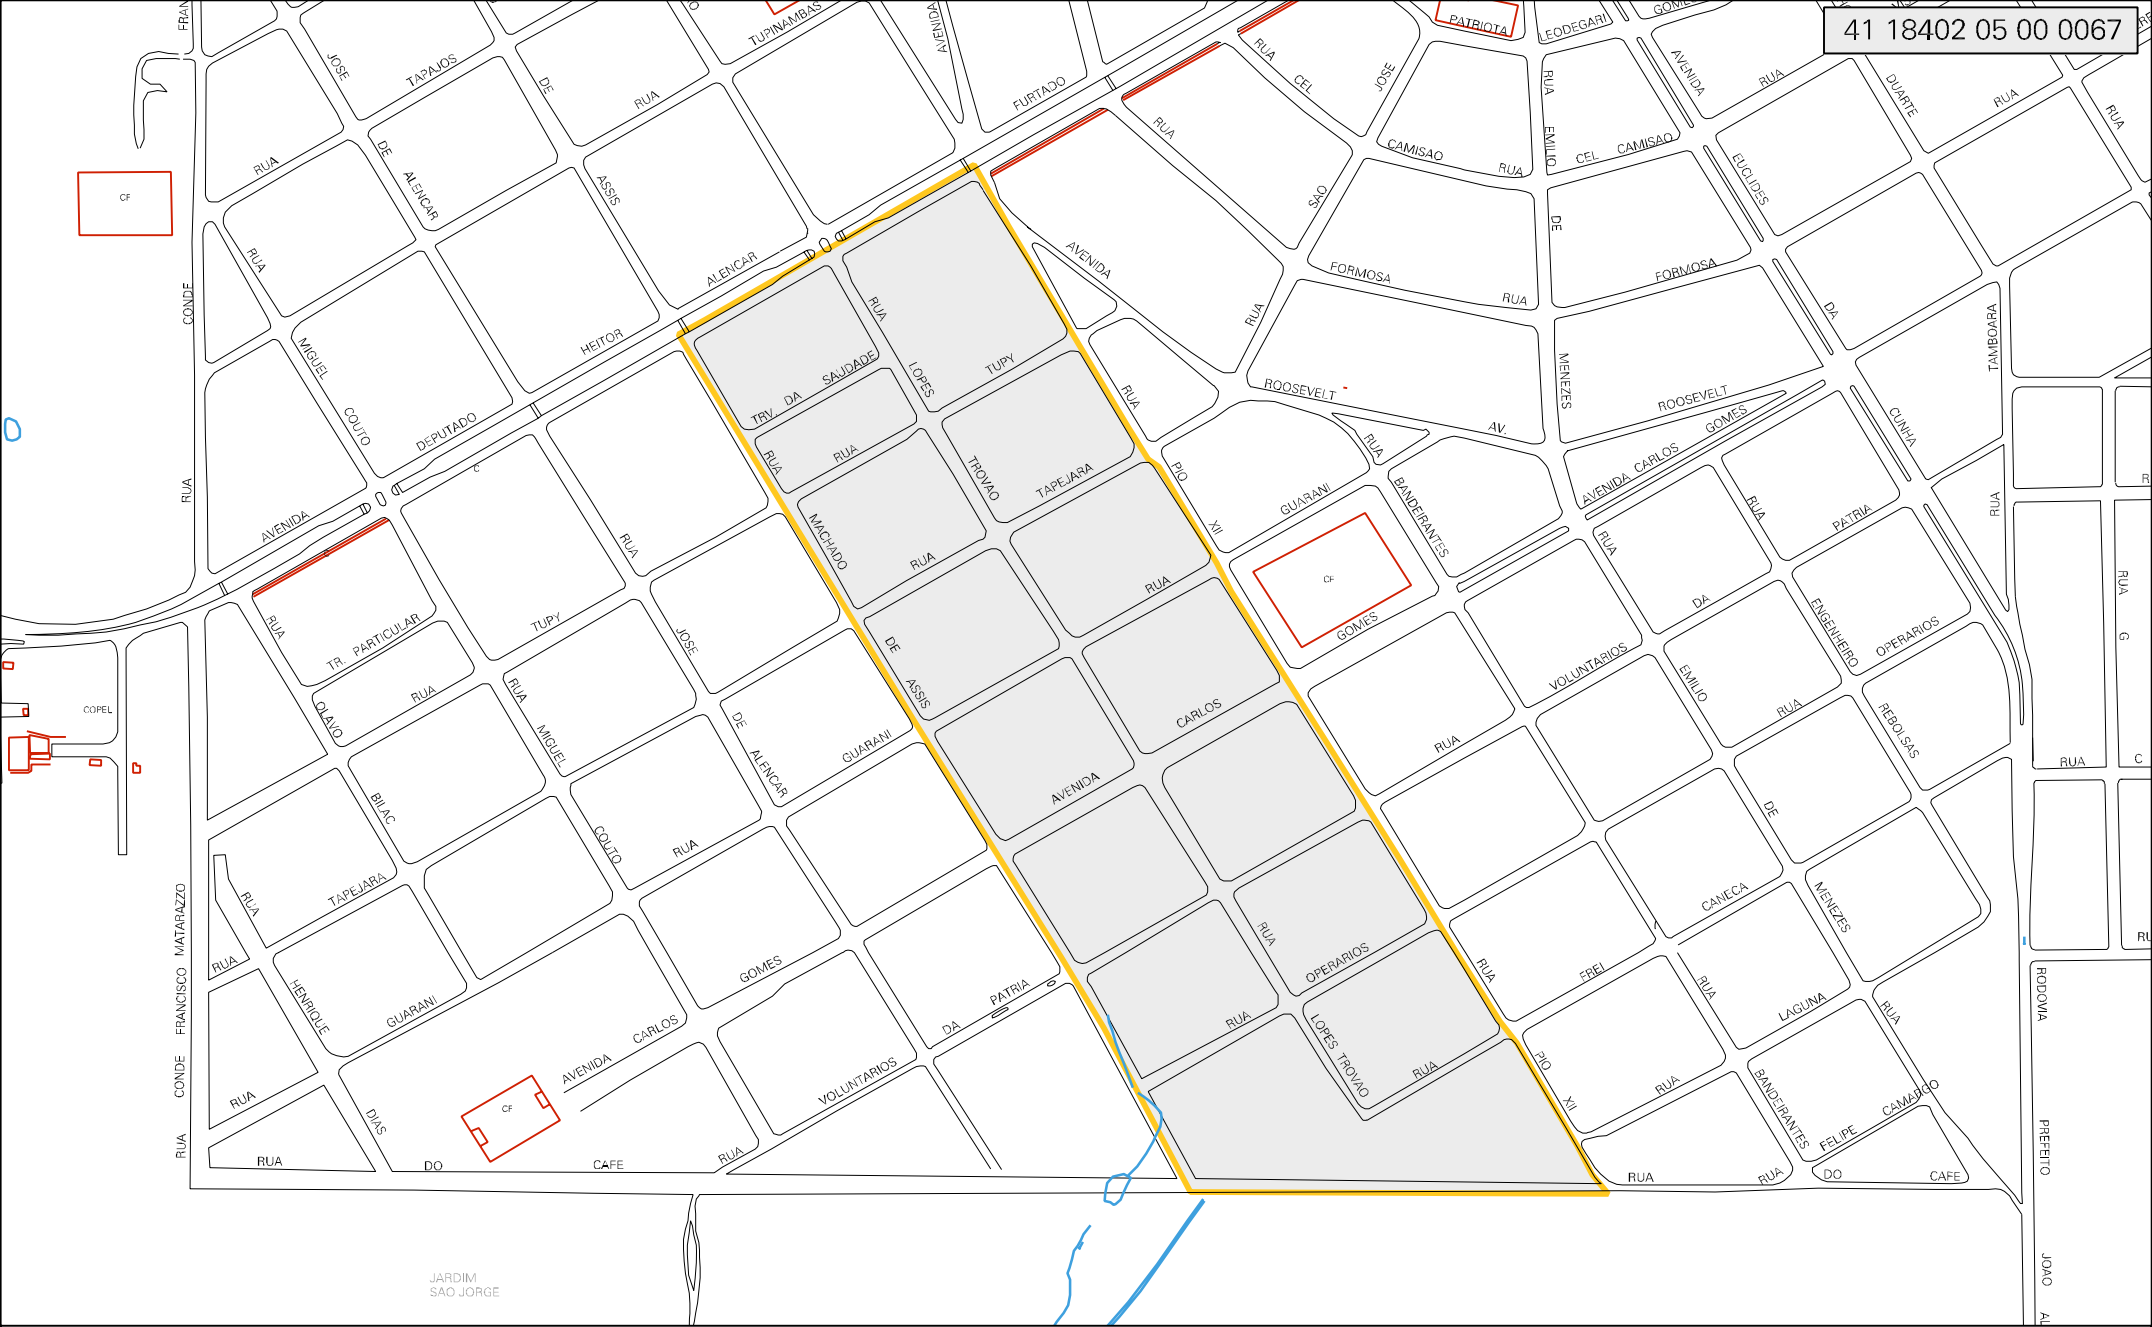 41 18402 05 00 0067
FRAN
JOSE
TAPAJOS
DE
RUA
TUPINAMBAS
AVENIDA
FURTADO
RUA
CEL
JOSE
PATRIOTA
LEODEGARI
GOMES
AVENIDA
RUA
DUARTE
RUA
RUA
RUA
EMILIO
DE
MENEZES
CAMISAO
RUA
CEL
CAMISAO
EUCLIDES
DA
CUNHA
CF
RUA
DE
ALENCAR
ASSIS
RUA
SAO
RUA
AVENIDA
FORMOSA
RUA
FORMOSA
TAMBOARA
RUA
CONDE
RUA
RUA
MIGUEL
COUTO
ALENCAR
HEITOR
DEPUTADO
AVENIDA
RUA
LOPES
TROVAO
TRV. DA SAUDADE
TUPY
RUA
RUA
PIO
XII
ROOSEVELT
AV.
ROOSEVELT
AVENIDA CARLOS GOMES
RUA
BANDEIRANTES
GUARANI
CF
GOMES
C
C
RUA
MACHADO
DE
ASSIS
TAPEJARA
RUA
RUA
CARLOS
AVENIDA
RUA
JOSE
DE
ALENCAR
RUA
TR. PARTICULAR
TUPY
RUA
OLAVO
BILAC
RUA
MIGUEL
COUTO
GUARANI
RUA
COPEL
RUA
HENRIQUE
DIAS
TAPEJARA
RUA
GUARANI
RUA
RUA
GOMES
CARLOS
AVENIDA
PATRIA
DA
VOLUNTARIOS
RUA
CF
RUA
DO
CAFE
RUA CONDE FRANCISCO MATARAZZO
RUA
OPERARIOS
RUA
LOPES TROVAO
RUA
RUA
PIO
XII
RUA
VOLUNTARIOS
DA
PATRIA
RUA
EMILIO
DE
MENEZES
RUA
ENGENHEIRO
REBOLSAS
OPERARIOS
RUA
FREI
CANECA
RUA
BANDEIRANTES
RUA
LAGUNA
RUA
FELIPE
CAMARGO
RUA
RUA
DO
CAFE
RUA
G
RUA
C
RU
R
RODOVIA
PREFEITO
JOAO
AL
JARDIM
SAO JORGE